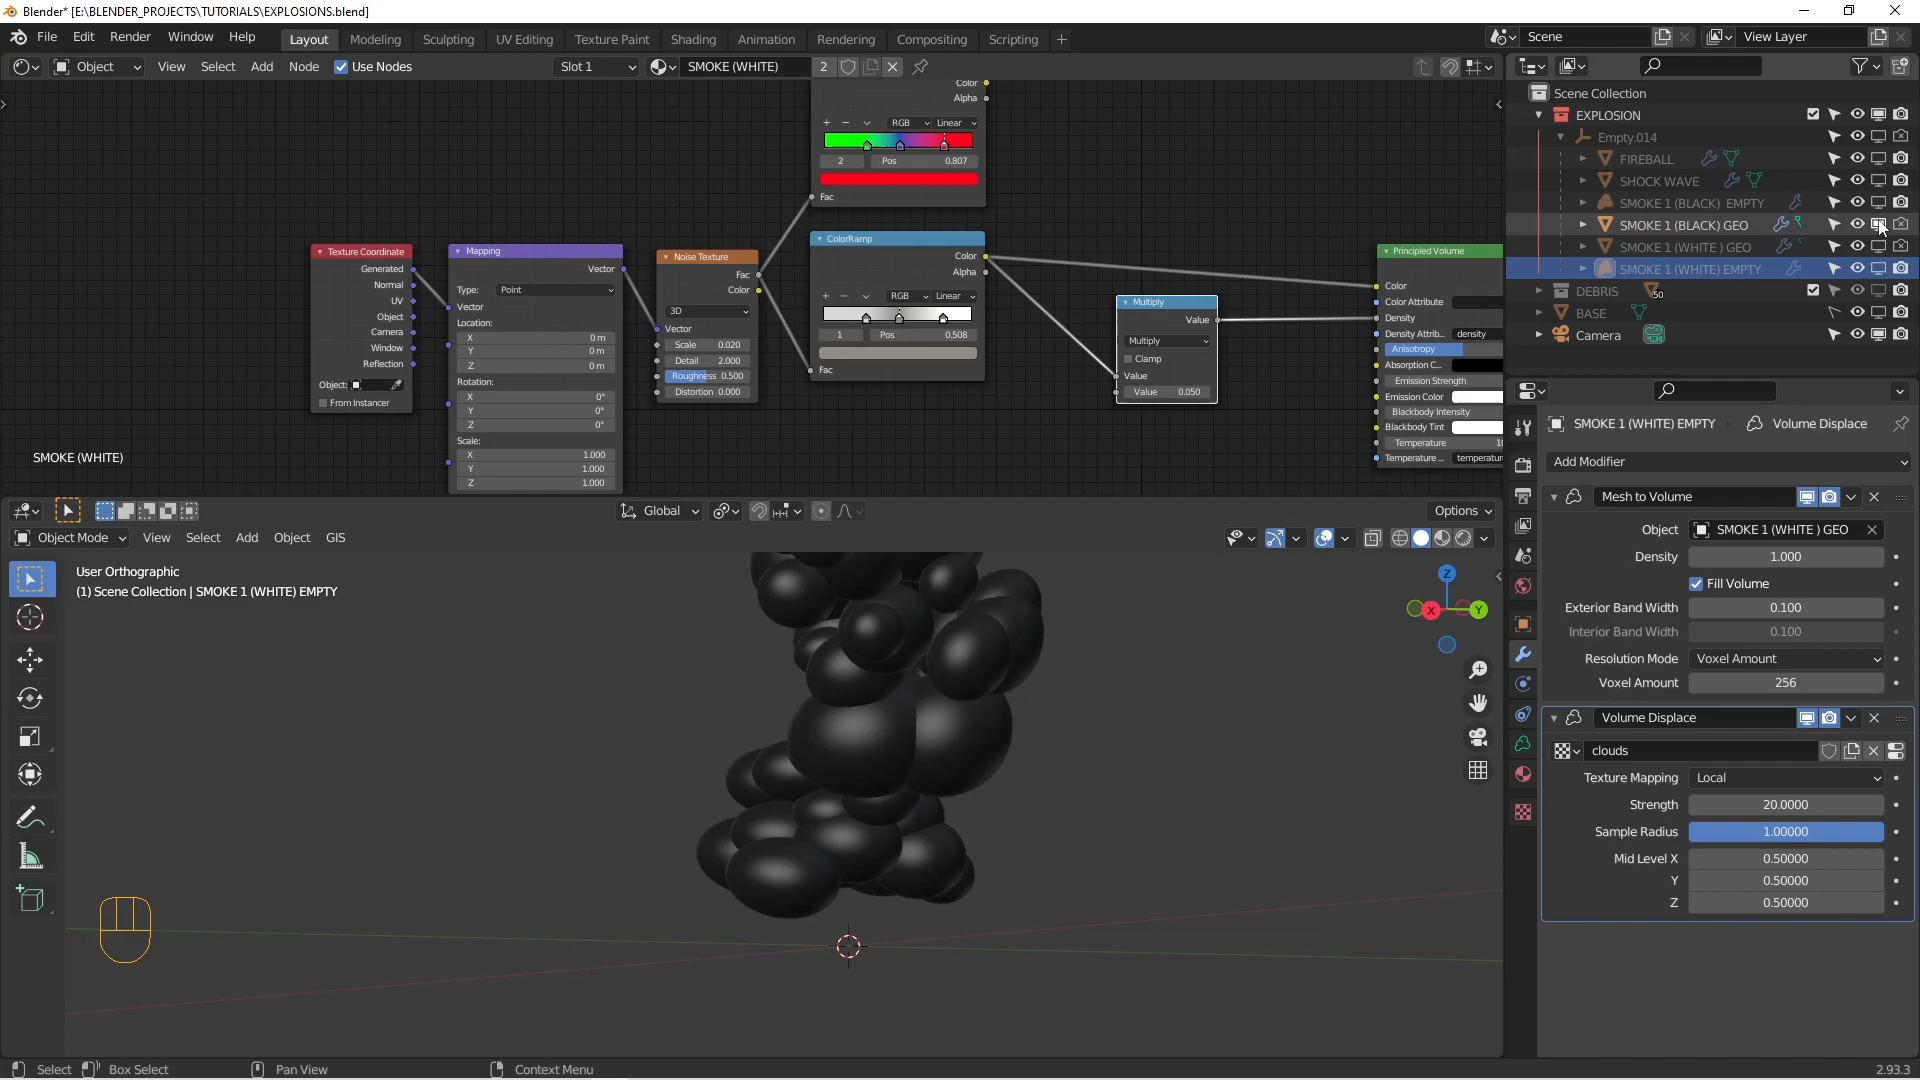 Blender* [E:\BLENDER_PROJECTS\TUTORIALS\EXPLOSIONS.blend]
File Edit Render Window Help Layout Modeling Sculpting UV Editing Texture Paint Shading Animation Rendering Compositing Scripting + Scene View Layer
Object View Select Add Node Use Nodes Slot 1 SMOKE (WHITE) 2
Color
Alpha
RGB Linear
2 Pos 0.807
Fac
Texture Coordinate
Generated
Normal
UV
Object
Camera
Window
Reflection
Object:
From Instancer
Mapping
Vector
Type: Point
Vector
Location:
X 0 m
Y 0 m
Z 0 m
Rotation:
X 0°
Y 0°
Z 0°
Scale:
X 1.000
Y 1.000
Z 1.000
Noise Texture
Fac
Color
3D
Vector
Scale 0.020
Detail 2.000
Roughness 0.500
Distortion 0.000
ColorRamp
Color
Alpha
RGB Linear
1 Pos 0.508
Fac
Multiply
Value
Multiply
Clamp
Value
Value 0.050
Principled Volume
Color
Color Attribute
Density
Density Attrib... density
Anisotropy
Absorption C...
Emission Strength
Emission Color
Blackbody Intensity
Blackbody Tint
Temperature 10
Temperature ... temperature
SMOKE (WHITE)
Scene Collection
EXPLOSION
Empty.014
FIREBALL
SHOCK WAVE
SMOKE 1 (BLACK) EMPTY
SMOKE 1 (BLACK) GEO
SMOKE 1 (WHITE ) GEO
SMOKE 1 (WHITE) EMPTY
DEBRIS 50
BASE
Camera
SMOKE 1 (WHITE) EMPTY Volume Displace
Add Modifier
Mesh to Volume
Object SMOKE 1 (WHITE ) GEO
Density 1.000
Fill Volume
Exterior Band Width 0.100
Interior Band Width 0.100
Resolution Mode Voxel Amount
Voxel Amount 256
Volume Displace
clouds
Texture Mapping Local
Strength 20.0000
Sample Radius 1.00000
Mid Level X 0.50000
Y 0.50000
Z 0.50000
Global Options
Object Mode View Select Add Object GIS
User Orthographic
(1) Scene Collection | SMOKE 1 (WHITE) EMPTY
Z
X
Y
Select Box Select Pan View Context Menu 2.93.3